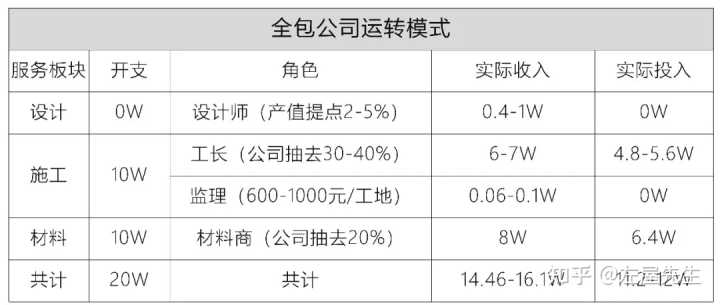 全包公司运转模式
服务板块 开支 角色 实际收入 实际投入
设计 0W 设计师（产值提点2-5%） 0.4-1W 0W
施工 10W 工长（公司抽去30-40%） 6-7W 4.8-5.6W
监理（600-1000元/工地） 0.06-0.1W 0W
材料 10W 材料商（公司抽去20%） 8W 6.4W
共计 20W 共计 14.46-16.1W 11.2-12W
知乎 @左屋先生